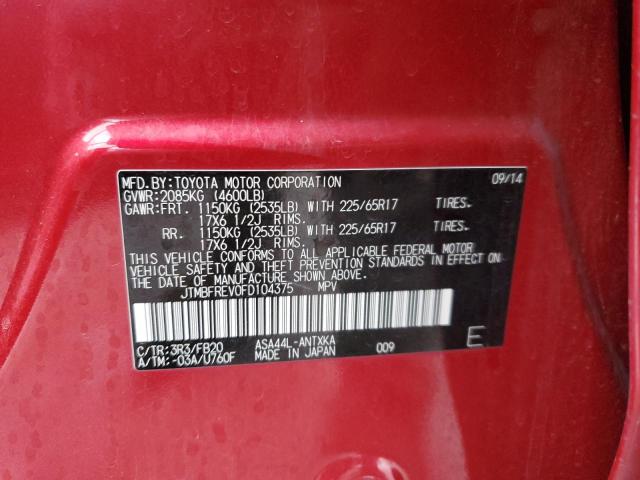 MFD.BY:TOYOTA MOTOR CORPORATION 09/14
GVWR:2085KG (4600LB)
GAWR:FRT. 1150KG (2535LB) WITH 225/65R17 TIRES.
17X6 1/2J RIMS.
RR. 1150KG (2535LB) WITH 225/65R17 TIRES.
17X6 1/2J RIMS.
THIS VEHICLE CONFORMS TO ALL APPLICABLE FEDERAL MOTOR
VEHICLE SAFETY AND THEFT PREVENTION STANDARDS IN EFFECT ON
THE DATE OF MANUFACTURE SHOWN ABOVE.
JTMBFREV0FD104375 MPV
C/TR:3R3/FB20 ASA44L-ANTXKA E
A/TM:-03A/U760F MADE IN JAPAN 009